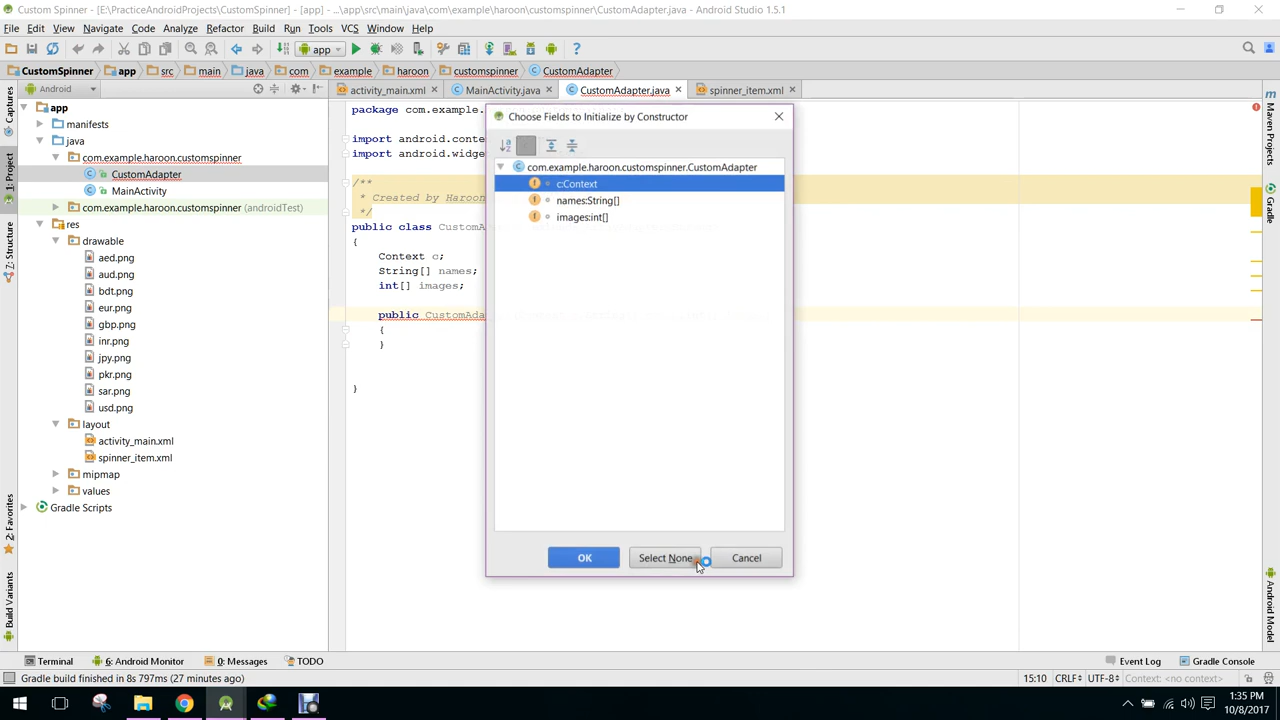 Custom Spinner - [E:\PracticeAndroidProjects\CustomSpinner] - [app] - ...\app\src\main\java\com\example\haroon\customspinner\CustomAdapter.java - Android Studio 1.5.1
File Edit View Navigate Code Analyze Refactor Build Run Tools VCS Window Help
app
CustomSpinner app src main java com example haroon customspinner CustomAdapter
Android
activity_main.xml MainActivity.java CustomAdapter.java spinner_item.xml
Captures
1: Project
7: Structure
2: Favorites
Build Variants
app
manifests
java
com.example.haroon.customspinner
CustomAdapter
MainActivity
com.example.haroon.customspinner (androidTest)
res
drawable
aed.png
aud.png
bdt.png
eur.png
gbp.png
inr.png
jpy.png
pkr.png
sar.png
usd.png
layout
activity_main.xml
spinner_item.xml
mipmap
values
Gradle Scripts
package com.example.
import android.conte
import android.widge
/**
* Created by Haroon
*/
public class CustomA
{
Context c;
String[] names;
int[] images;
public CustomAda
{
}
}
Choose Fields to Initialize by Constructor
com.example.haroon.customspinner.CustomAdapter
c:Context
names:String[]
images:int[]
OK Select None Cancel
Maven Projects
Gradle
Android Model
Terminal 6: Android Monitor 0: Messages TODO Event Log Gradle Console
Gradle build finished in 8s 797ms (27 minutes ago) 15:10 CRLF UTF-8 Context: <no context>
1:35 PM
10/8/2017